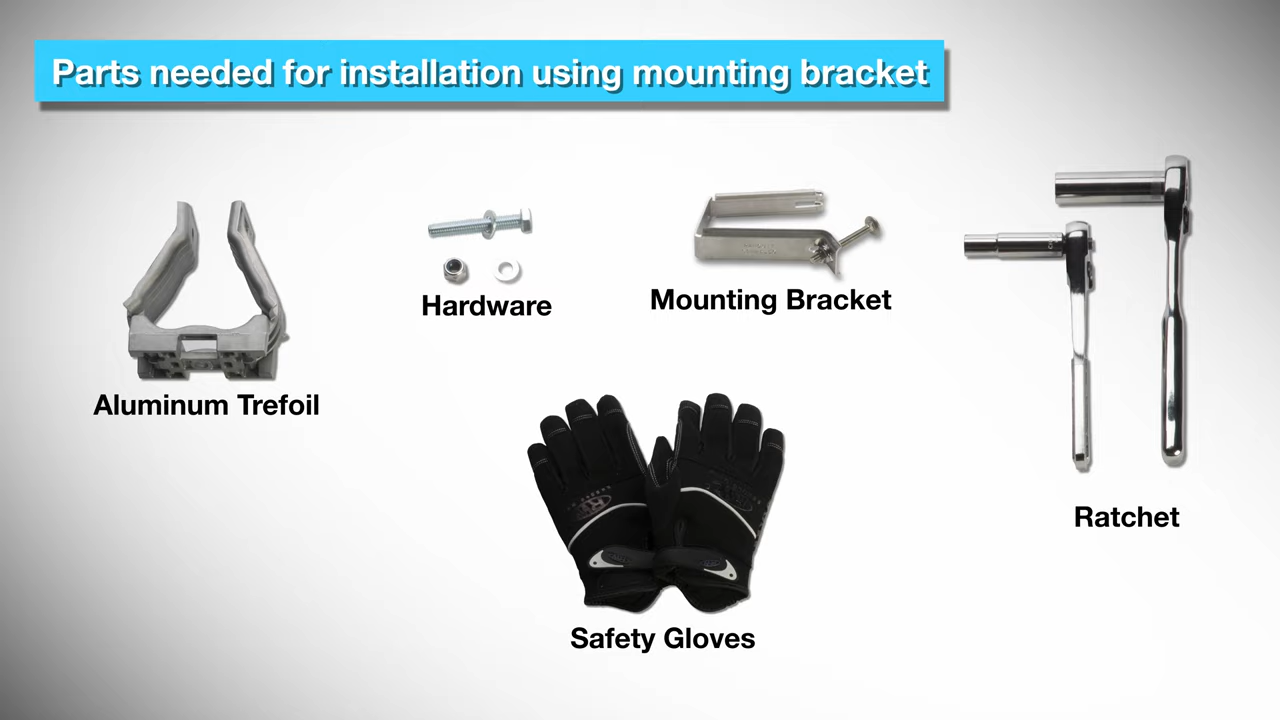 Parts needed for installation using mounting bracket
Hardware
Mounting Bracket
Aluminum Trefoil
Ratchet
Safety Gloves